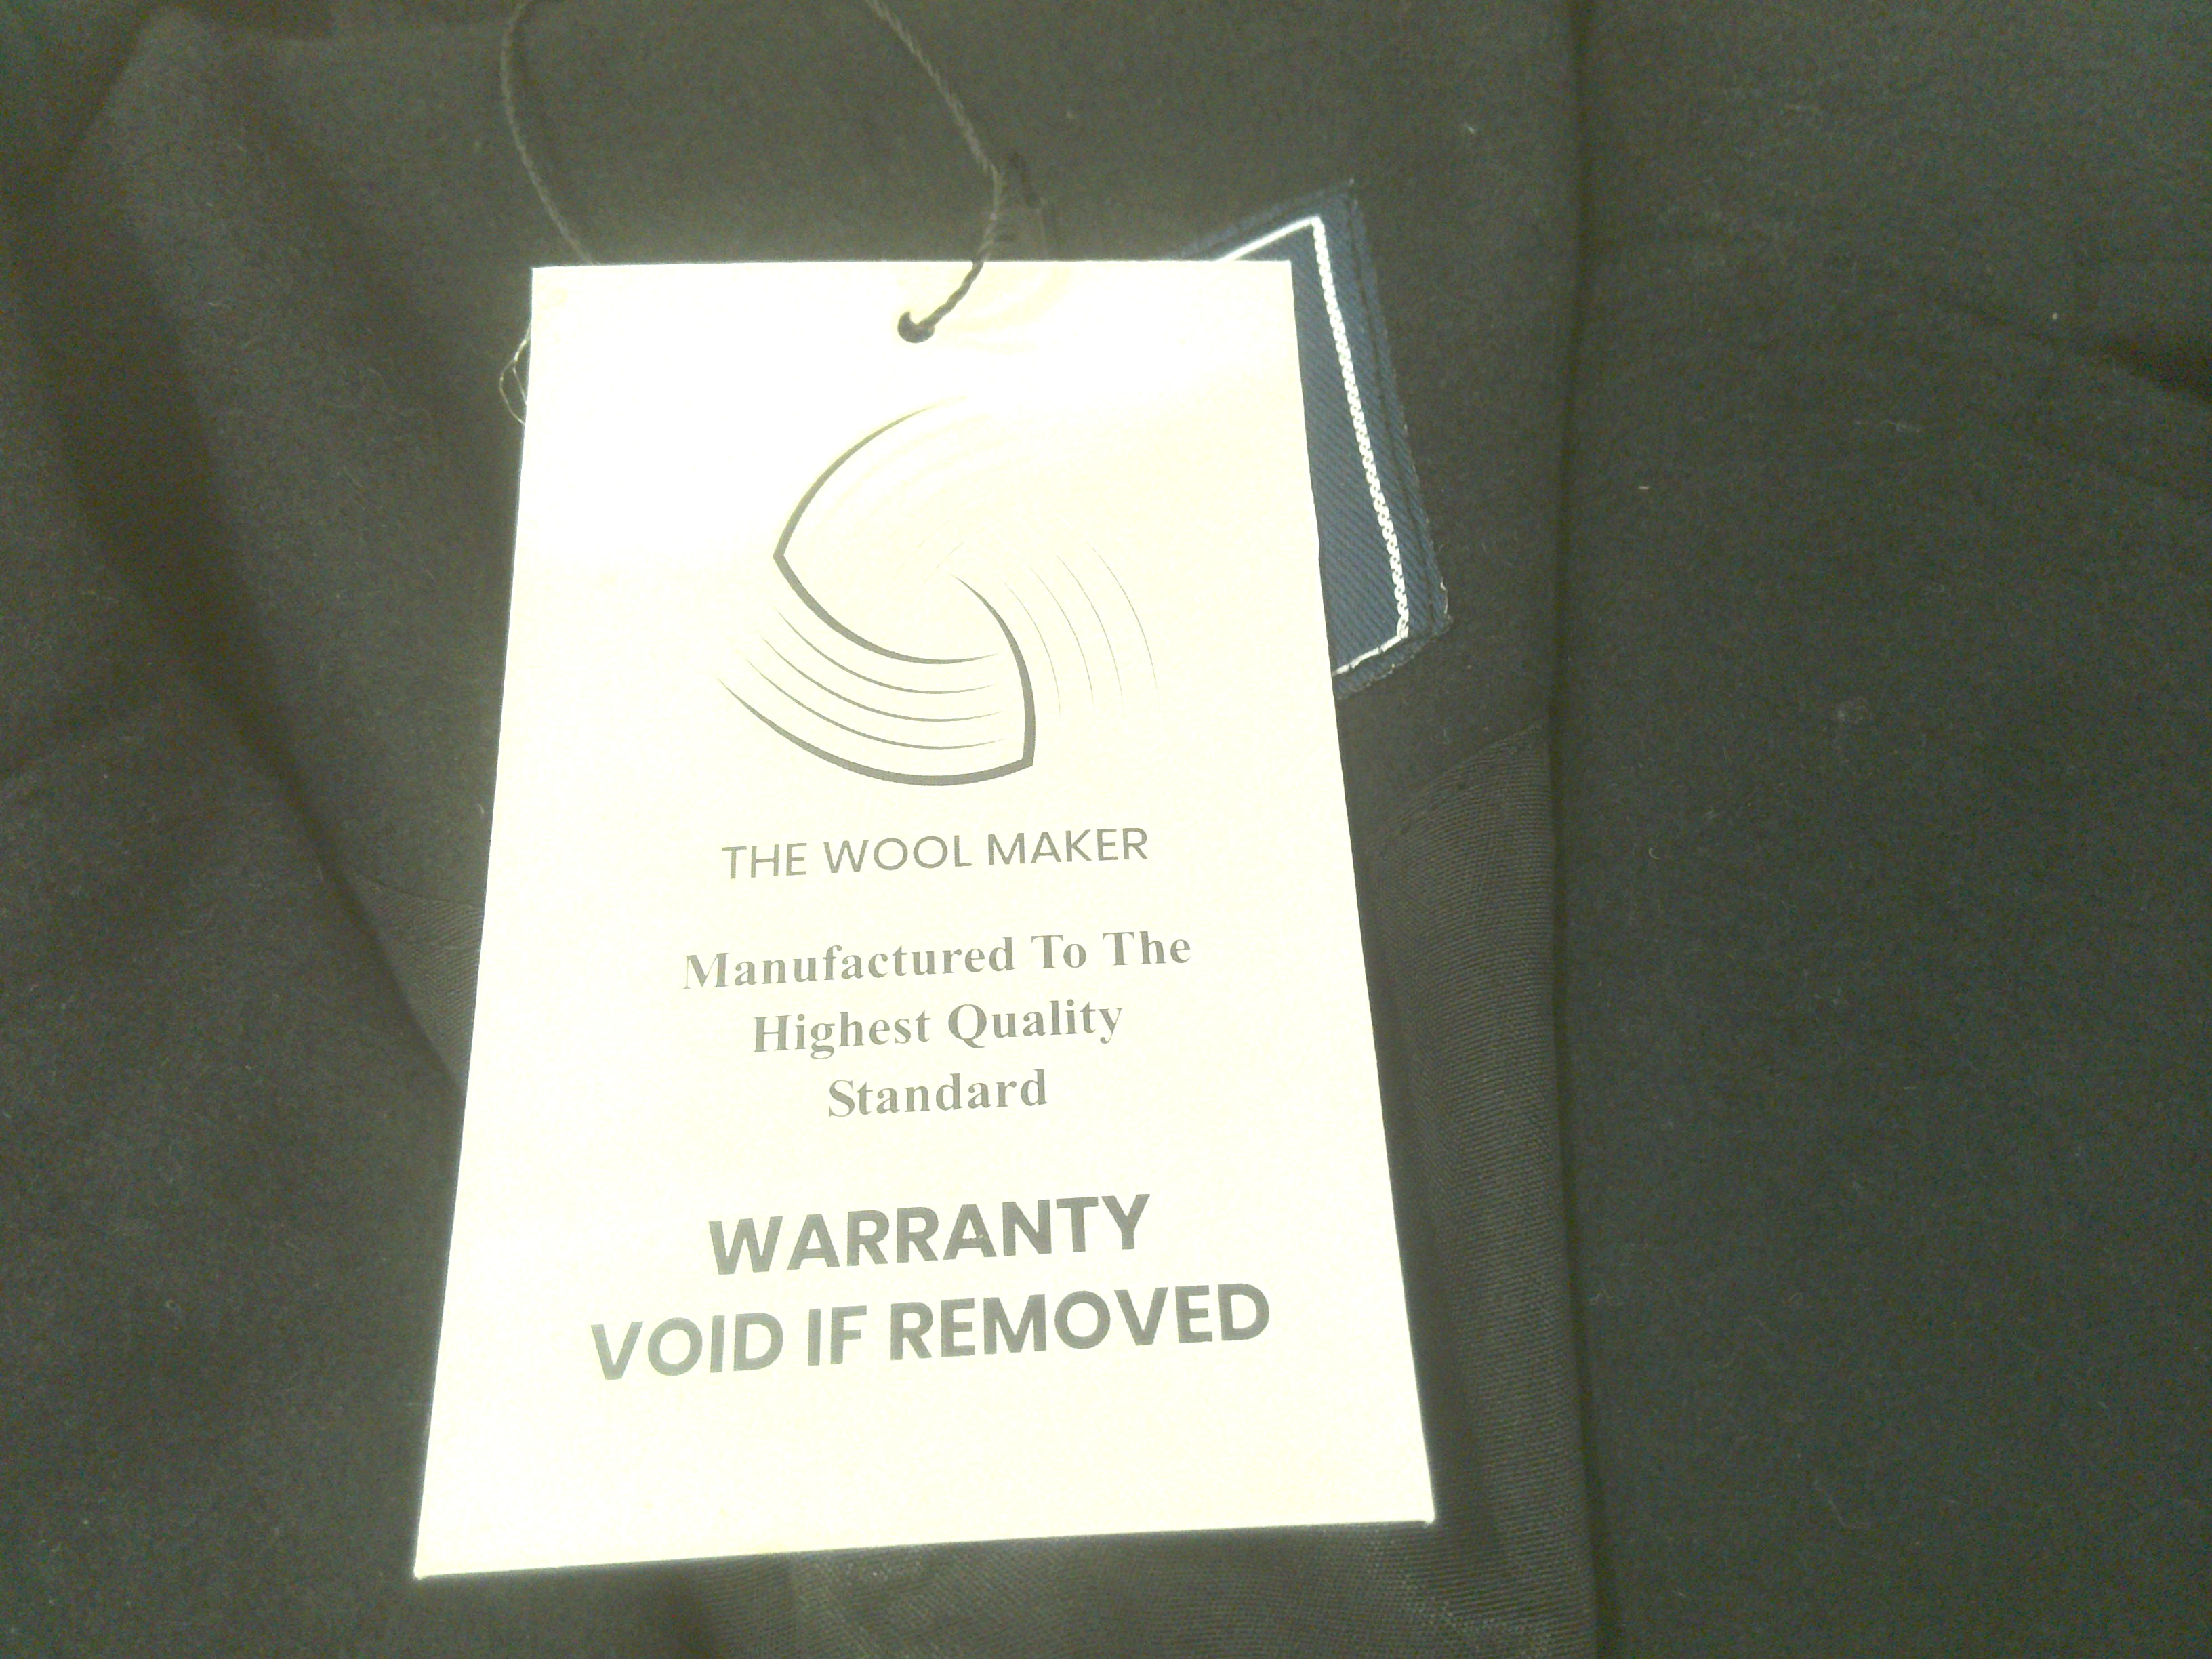 THE WOOL MAKER
Manufactured To The
Highest Quality
Standard
WARRANTY
VOID IF REMOVED